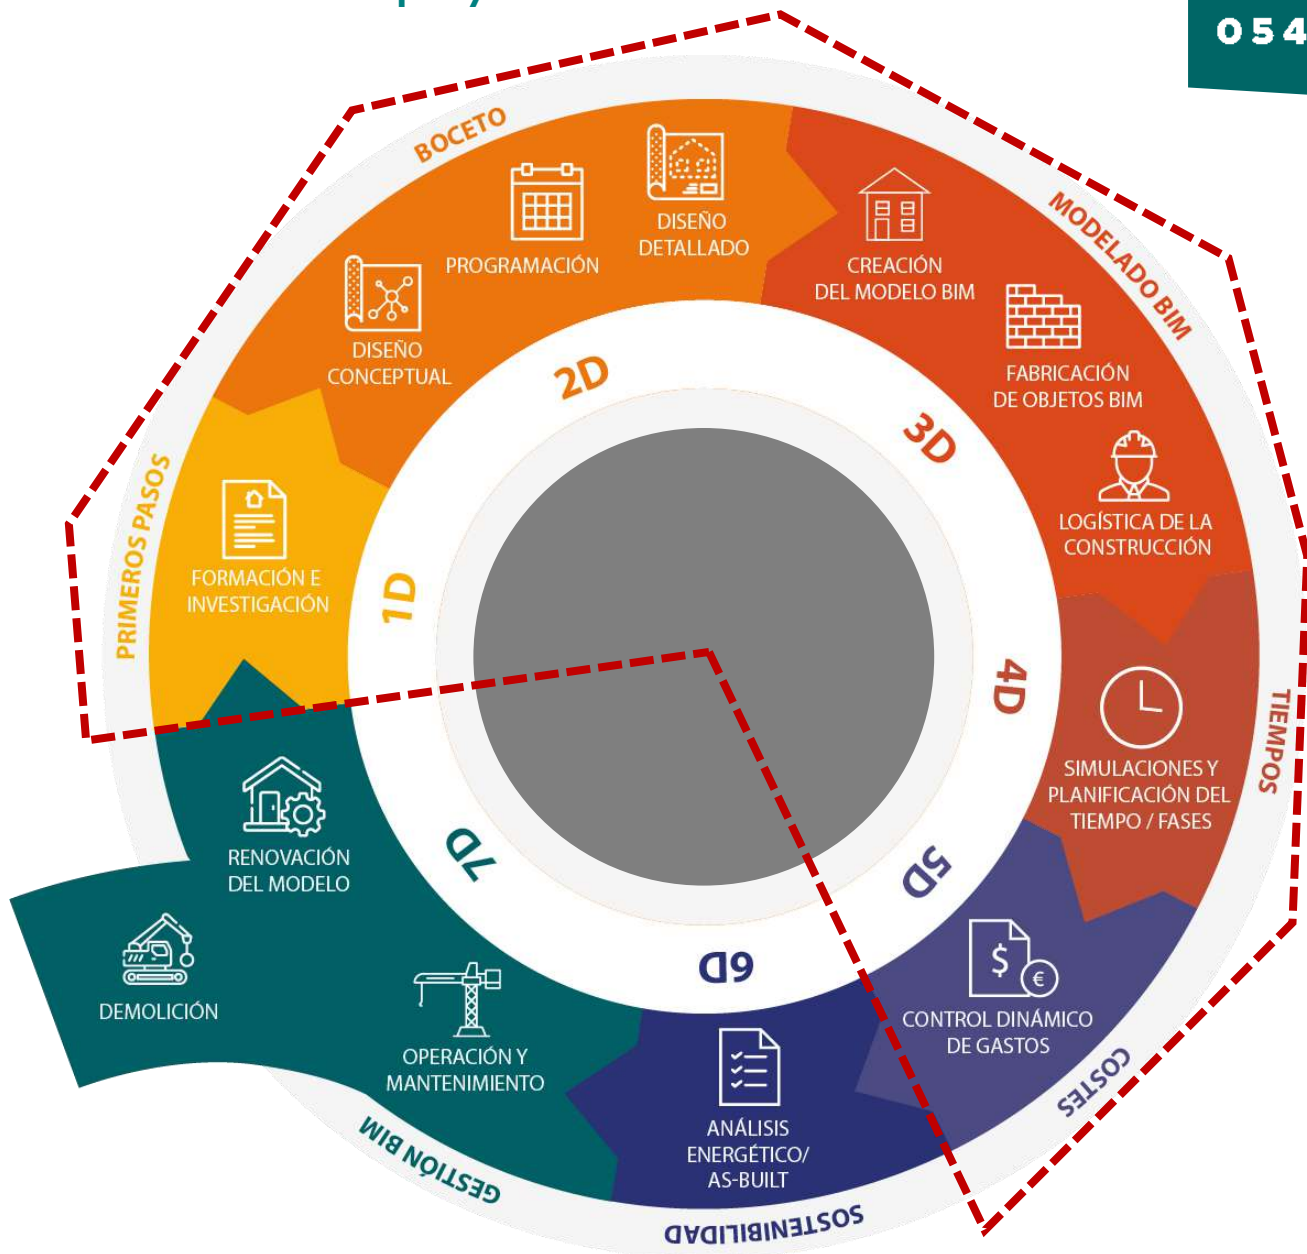 054
BOCETO
MODELADO BIM
PRIMEROS PASOS
TIEMPOS
COSTES
SOSTENIBILIDAD
GESTIÓN BIM
DISEÑO
DETALLADO
PROGRAMACIÓN
DISEÑO
CONCEPTUAL
CREACIÓN
DEL MODELO BIM
FABRICACIÓN
DE OBJETOS BIM
LOGÍSTICA DE LA
CONSTRUCCIÓN
FORMACIÓN E
INVESTIGACIÓN
SIMULACIONES Y
PLANIFICACIÓN DEL
TIEMPO / FASES
$
€
CONTROL DINÁMICO
DE GASTOS
ANÁLISIS
ENERGÉTICO/
AS-BUILT
OPERACIÓN Y
MANTENIMIENTO
RENOVACIÓN
DEL MODELO
DEMOLICIÓN
1D
2D
3D
4D
5D
6D
7D